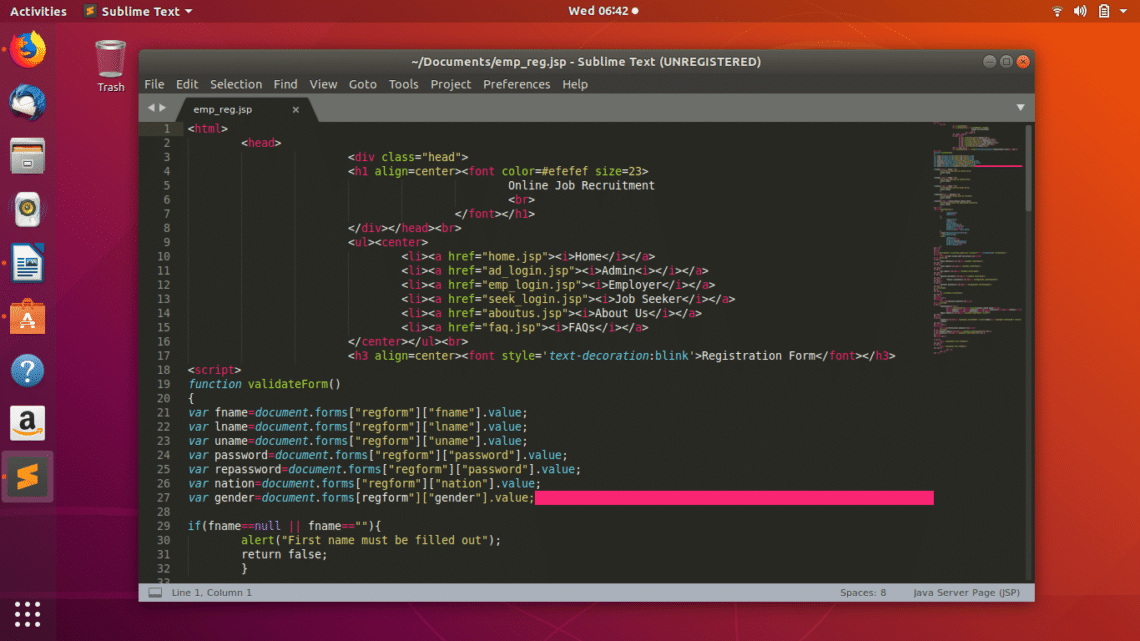 Activities Sublime Text Wed 06:42
Trash
~/Documents/emp_reg.jsp - Sublime Text (UNREGISTERED)
File Edit Selection Find View Goto Tools Project Preferences Help
emp_reg.jsp
1 <html>
2 <head>
3 <div class="head">
4 <h1 align=center><font color=#efefef size=23>
5 Online Job Recruitment
6 <br>
7 </font></h1>
8 </div></head><br>
9 <ul><center>
10 <li><a href="home.jsp"><i>Home</i></a>
11 <li><a href="ad_login.jsp"><i>Admin<i></i></a>
12 <li><a href="emp_login.jsp"><i>Employer</i></a>
13 <li><a href="seek_login.jsp"><i>Job Seeker</i></a>
14 <li><a href="aboutus.jsp"><i>About Us</i></a>
15 <li><a href="faq.jsp"><i>FAQs</i></a>
16 </center></ul><br>
17 <h3 align=center><font style='text-decoration:blink'>Registration Form</font></h3>
18 <script>
19 function validateForm()
20 {
21 var fname=document.forms["regform"]["fname"].value;
22 var lname=document.forms["regform"]["lname"].value;
23 var uname=document.forms["regform"]["uname"].value;
24 var password=document.forms["regform"]["password"].value;
25 var repassword=document.forms["regform"]["password"].value;
26 var nation=document.forms["regform"]["nation"].value;
27 var gender=document.forms[regform"]["gender"].value;
28
29 if(fname==null || fname==""){
30 alert("First name must be filled out");
31 return false;
32 }
33
Line 1, Column 1 Spaces: 8 Java Server Page (JSP)